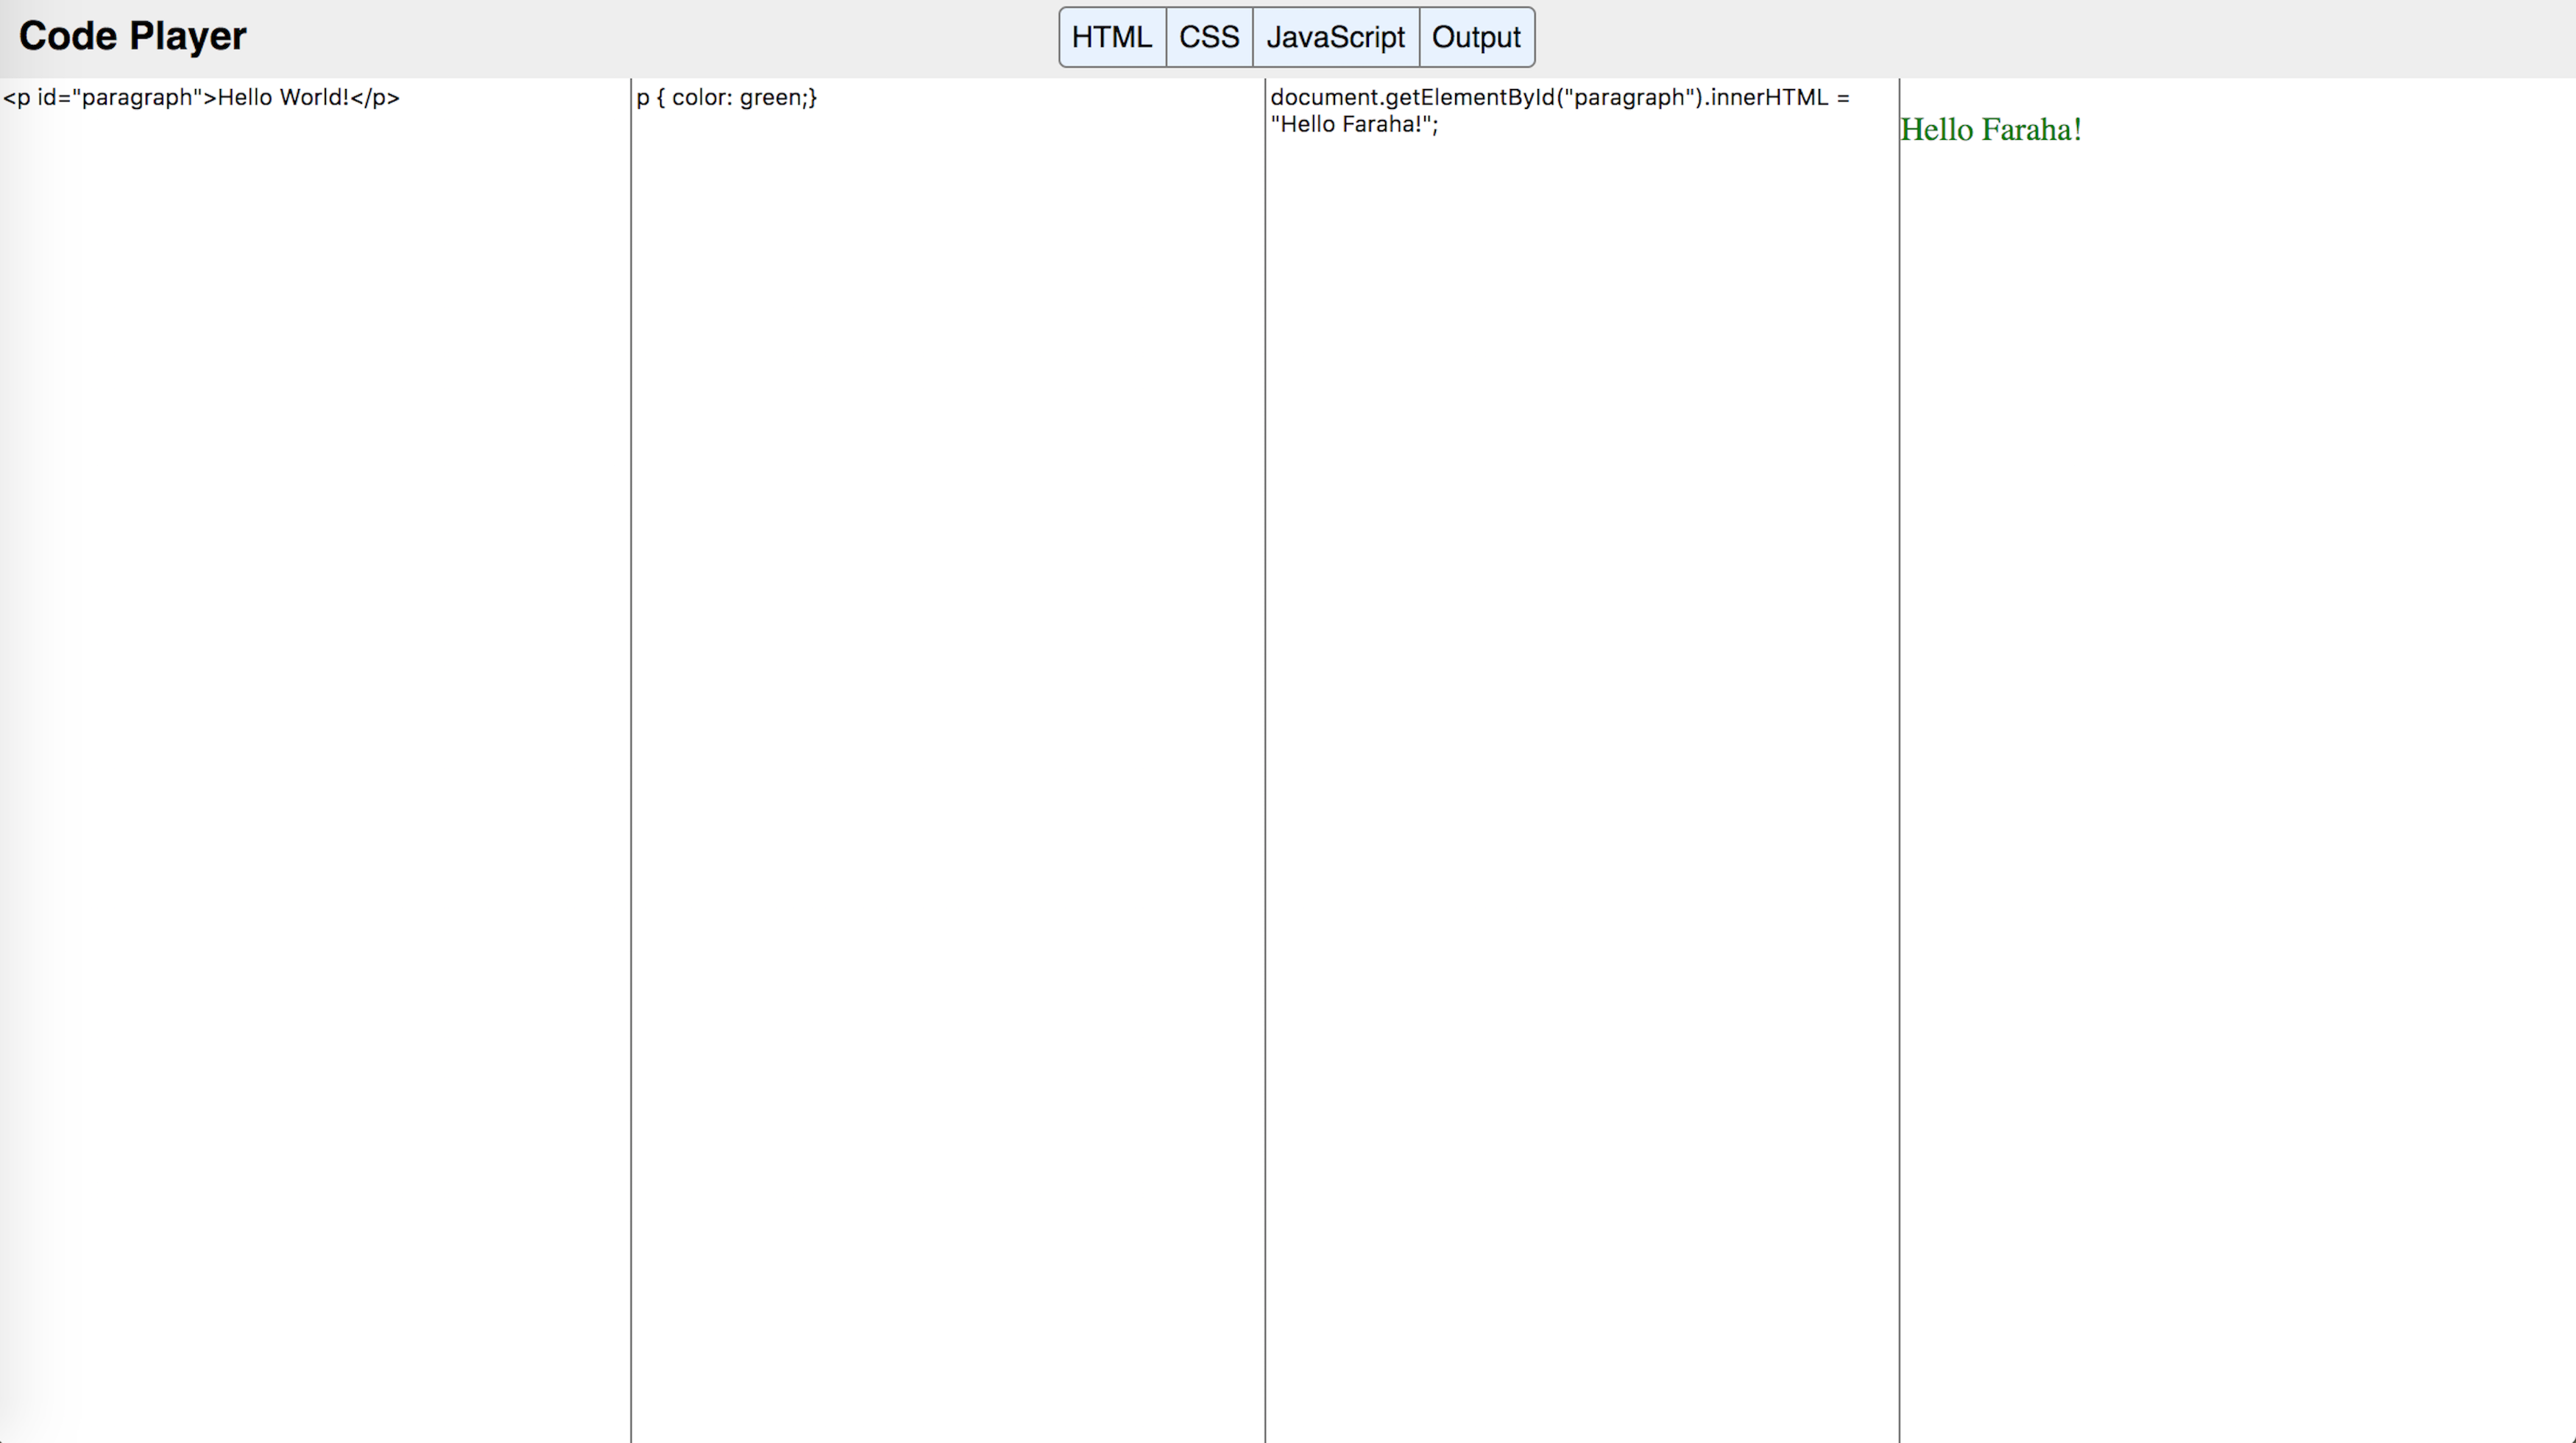 Code Player
HTML CSS JavaScript Output
<p id="paragraph">Hello World!</p>
p { color: green;}
document.getElementById("paragraph").innerHTML =
"Hello Faraha!";
Hello Faraha!